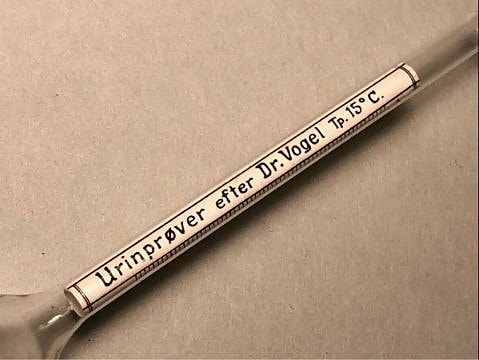 Urinprøver efter Dr. Vogel Tp. 15° C.